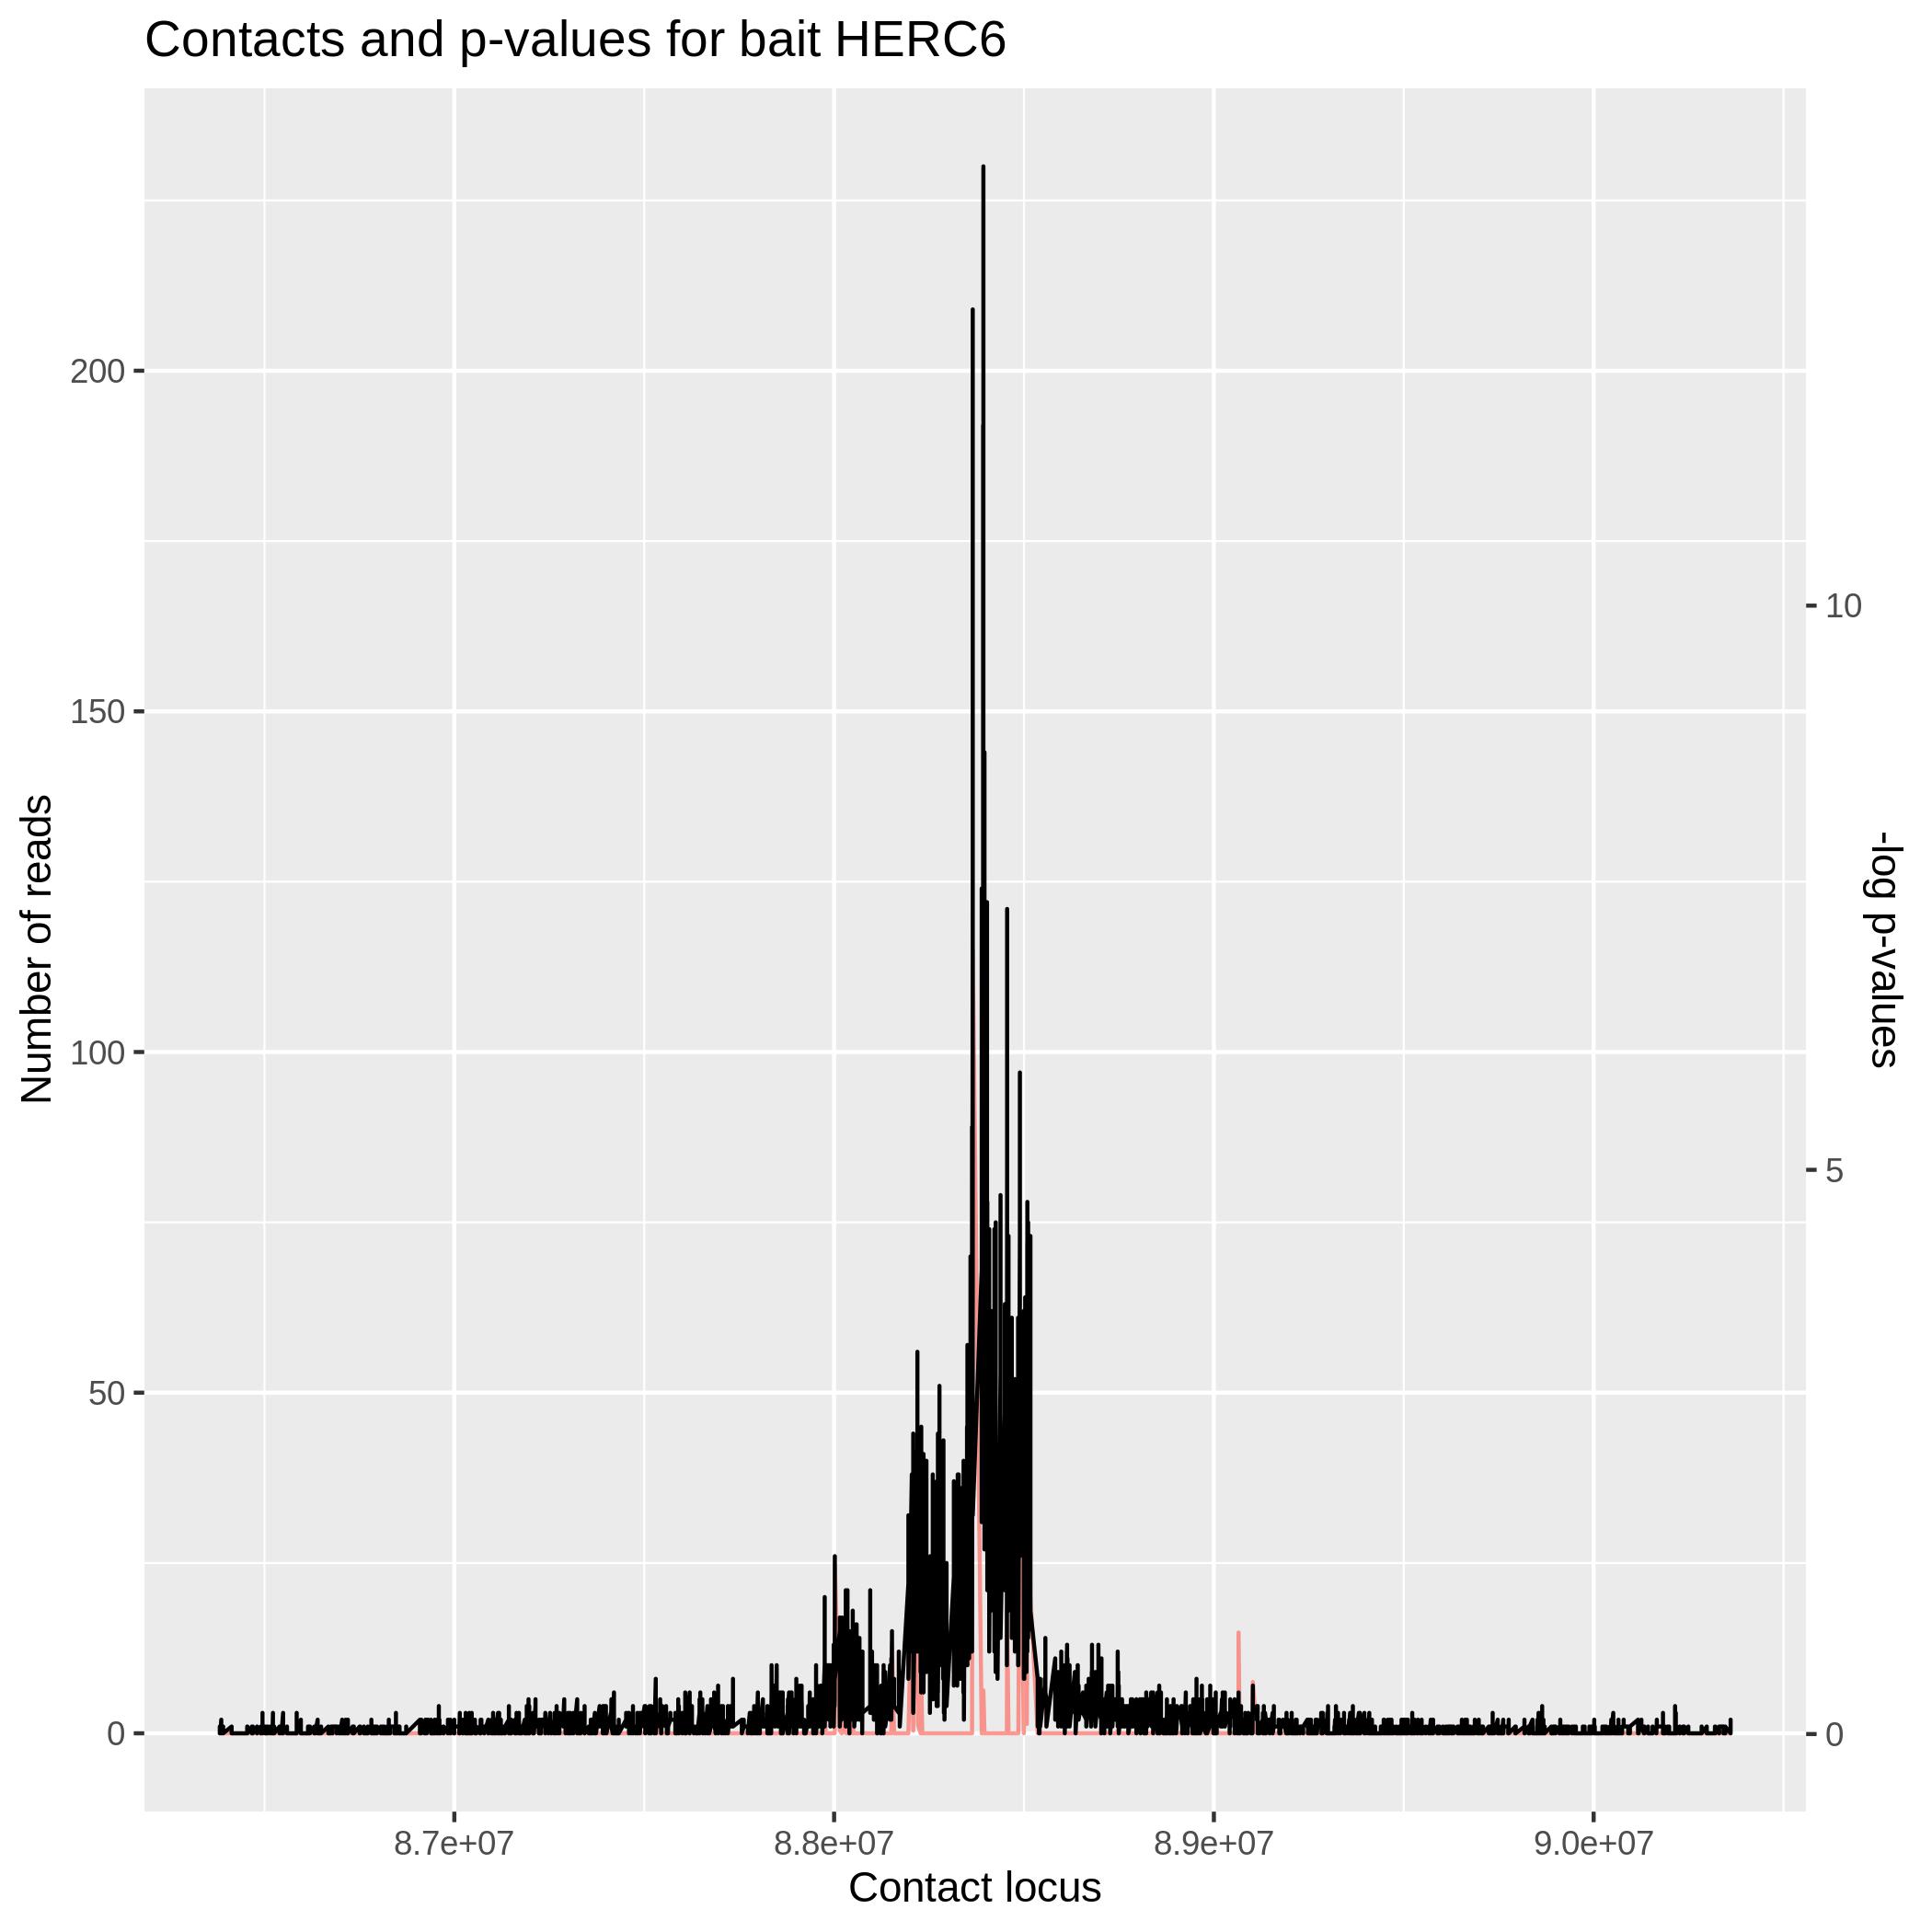 Contacts and p-values for bait HERC6
Number of reads
200
150
100
50
0
10
5
0
-log p-values
8.7e+07
8.8e+07
8.9e+07
9.0e+07
Contact locus